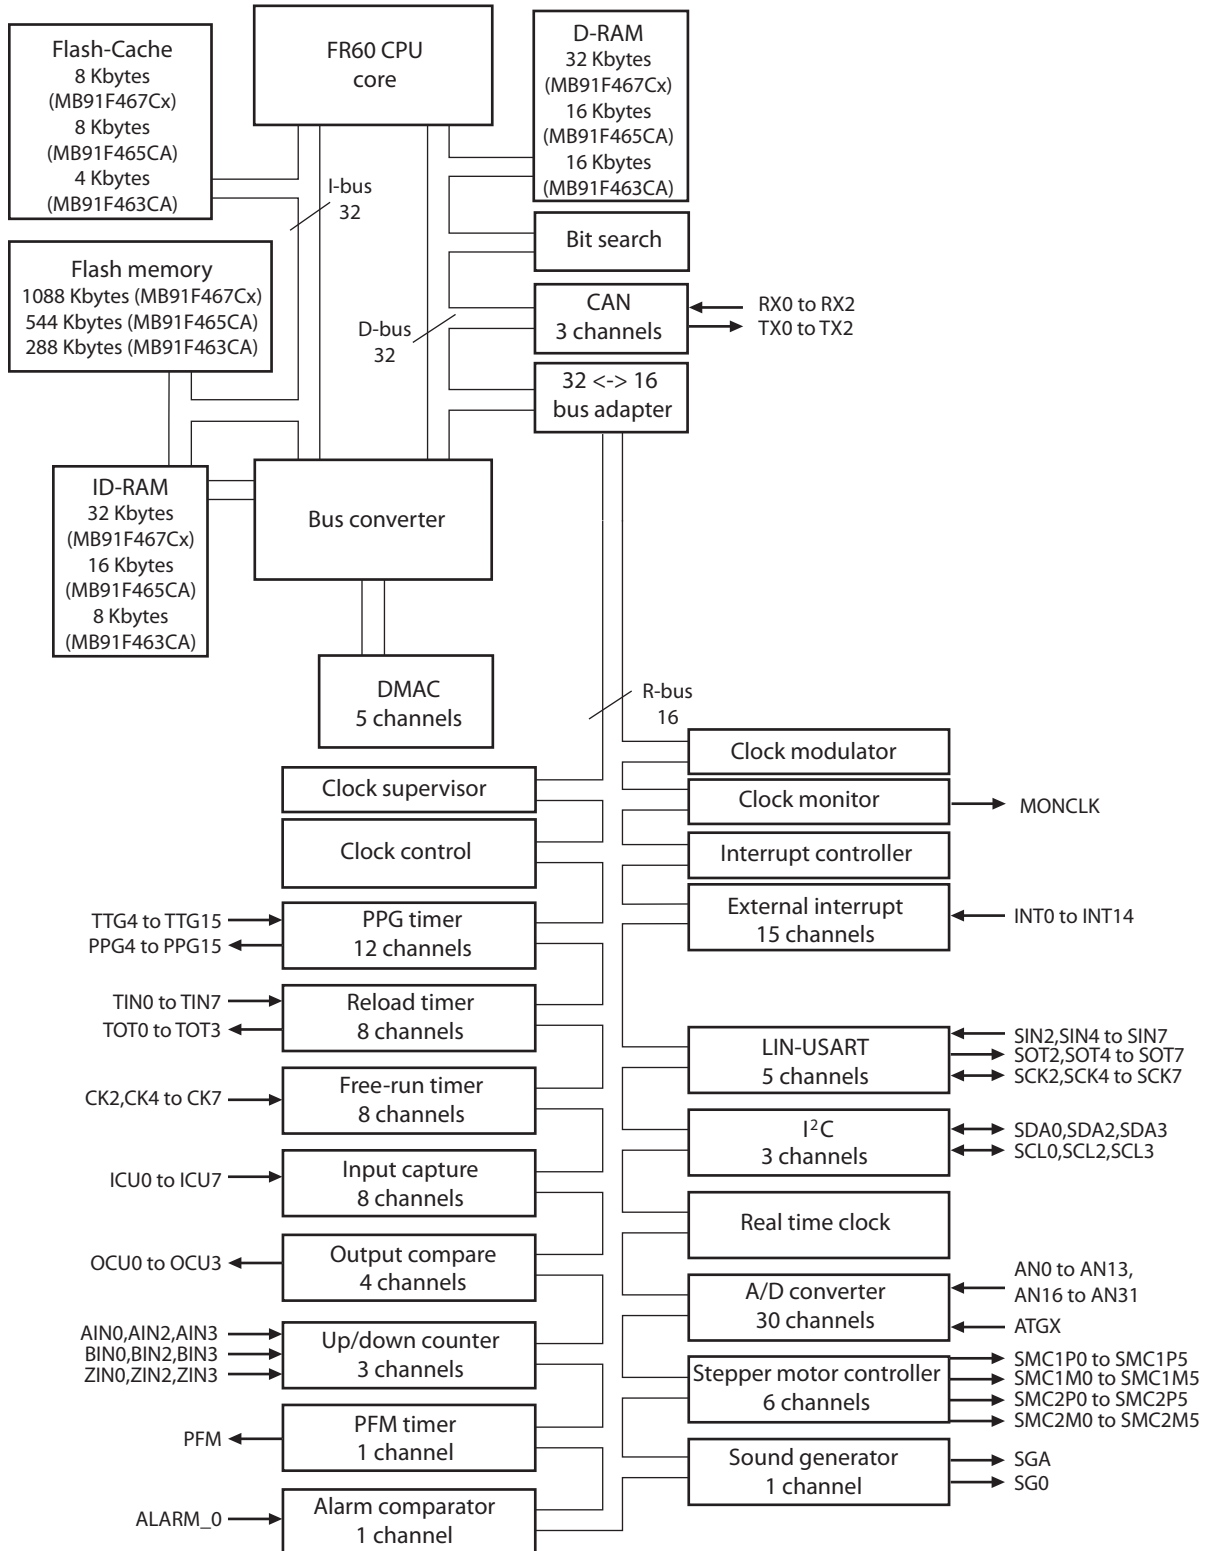 Flash-Cache
8 Kbytes
(MB91F467Cx)
8 Kbytes
(MB91F465CA)
4 Kbytes
(MB91F463CA)
FR60 CPU
core
D-RAM
32 Kbytes
(MB91F467Cx)
16 Kbytes
(MB91F465CA)
16 Kbytes
(MB91F463CA)
I-bus
32
Bit search
Flash memory
1088 Kbytes (MB91F467Cx)
544 Kbytes (MB91F465CA)
288 Kbytes (MB91F463CA)
D-bus
32
CAN
3 channels
RX0 to RX2
TX0 to TX2
32 <-> 16
bus adapter
ID-RAM
32 Kbytes
(MB91F467Cx)
16 Kbytes
(MB91F465CA)
8 Kbytes
(MB91F463CA)
Bus converter
DMAC
5 channels
R-bus
16
Clock modulator
Clock supervisor
Clock monitor
MONCLK
Clock control
Interrupt controller
External interrupt
15 channels
INT0 to INT14
TTG4 to TTG15
PPG4 to PPG15
PPG timer
12 channels
TIN0 to TIN7
TOT0 to TOT3
Reload timer
8 channels
LIN-USART
5 channels
SIN2,SIN4 to SIN7
SOT2,SOT4 to SOT7
SCK2,SCK4 to SCK7
CK2,CK4 to CK7
Free-run timer
8 channels
I²C
3 channels
SDA0,SDA2,SDA3
SCL0,SCL2,SCL3
ICU0 to ICU7
Input capture
8 channels
Real time clock
OCU0 to OCU3
Output compare
4 channels
A/D converter
30 channels
AN0 to AN13,
AN16 to AN31
ATGX
AIN0,AIN2,AIN3
BIN0,BIN2,BIN3
ZIN0,ZIN2,ZIN3
Up/down counter
3 channels
Stepper motor controller
6 channels
SMC1P0 to SMC1P5
SMC1M0 to SMC1M5
SMC2P0 to SMC2P5
SMC2M0 to SMC2M5
PFM
PFM timer
1 channel
Sound generator
1 channel
SGA
SG0
ALARM_0
Alarm comparator
1 channel